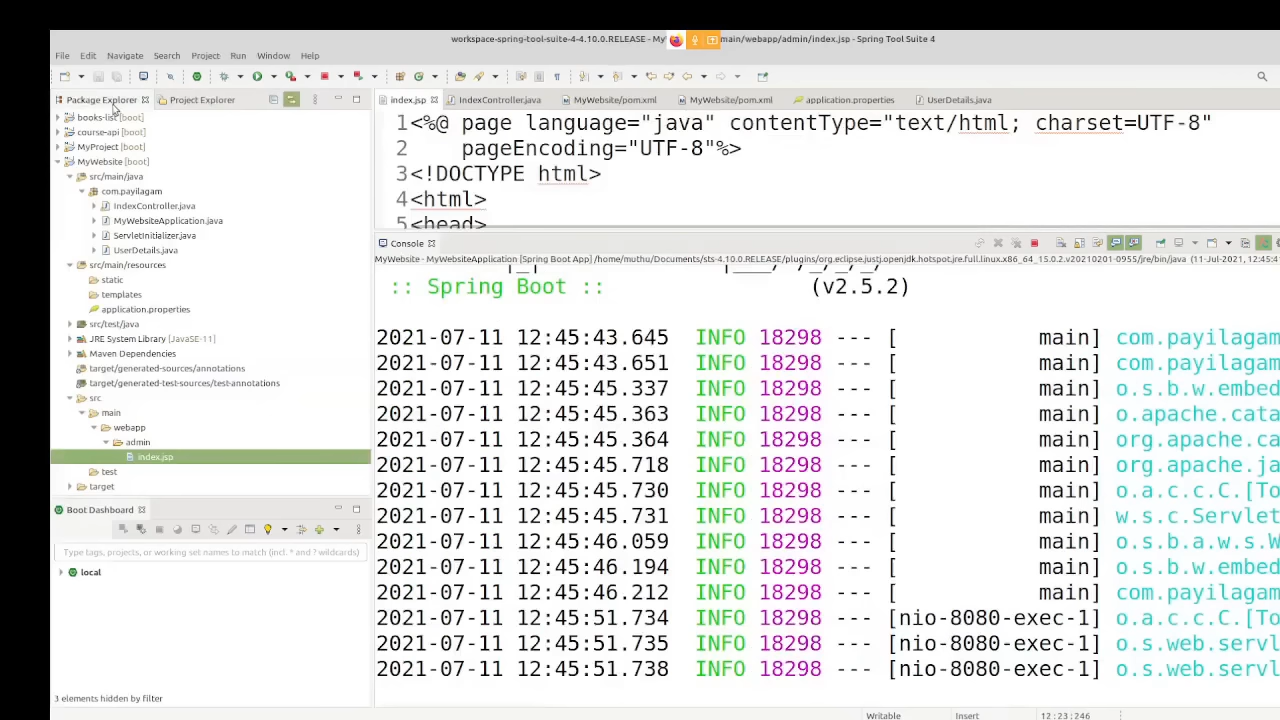 workspace-spring-tool-suite-4-4.10.0.RELEASE - My main/webapp/admin/index.jsp - Spring Tool Suite 4
File Edit Navigate Search Project Run Window Help
Package Explorer Project Explorer
books-list [boot]
course-api [boot]
MyProject [boot]
MyWebsite [boot]
src/main/java
com.payilagam
IndexController.java
MyWebsiteApplication.java
ServletInitializer.java
UserDetails.java
src/main/resources
static
templates
application.properties
src/test/java
JRE System Library [JavaSE-11]
Maven Dependencies
target/generated-sources/annotations
target/generated-test-sources/test-annotations
src
main
webapp
admin
index.jsp
test
target
Boot Dashboard
Type tags, projects, or working set names to match (incl. * and ? wildcards)
local
3 elements hidden by filter
index.jsp IndexController.java MyWebsite/pom.xml MyWebsite/pom.xml application.properties UserDetails.java
1 <%@ page language="java" contentType="text/html; charset=UTF-8"
2 pageEncoding="UTF-8"%>
3 <!DOCTYPE html>
4 <html>
5 <head>
Console
MyWebsite - MyWebsiteApplication [Spring Boot App] /home/muthu/Documents/sts-4.10.0.RELEASE/plugins/org.eclipse.justj.openjdk.hotspot.jre.full.linux.x86_64_15.0.2.v20210201-0955/jre/bin/java (11-Jul-2021, 12:45:4
:: Spring Boot :: (v2.5.2)
2021-07-11 12:45:43.645 INFO 18298 --- [ main] com.payilagam
2021-07-11 12:45:43.651 INFO 18298 --- [ main] com.payilagam
2021-07-11 12:45:45.337 INFO 18298 --- [ main] o.s.b.w.embed
2021-07-11 12:45:45.363 INFO 18298 --- [ main] o.apache.cata
2021-07-11 12:45:45.364 INFO 18298 --- [ main] org.apache.ca
2021-07-11 12:45:45.718 INFO 18298 --- [ main] org.apache.ja
2021-07-11 12:45:45.730 INFO 18298 --- [ main] o.a.c.c.C.[To
2021-07-11 12:45:45.731 INFO 18298 --- [ main] w.s.c.Servlet
2021-07-11 12:45:46.059 INFO 18298 --- [ main] o.s.b.a.w.s.W
2021-07-11 12:45:46.194 INFO 18298 --- [ main] o.s.b.w.embed
2021-07-11 12:45:46.212 INFO 18298 --- [ main] com.payilagam
2021-07-11 12:45:51.734 INFO 18298 --- [nio-8080-exec-1] o.a.c.c.C.[To
2021-07-11 12:45:51.735 INFO 18298 --- [nio-8080-exec-1] o.s.web.servl
2021-07-11 12:45:51.738 INFO 18298 --- [nio-8080-exec-1] o.s.web.servl
Writable Insert 12:23:246